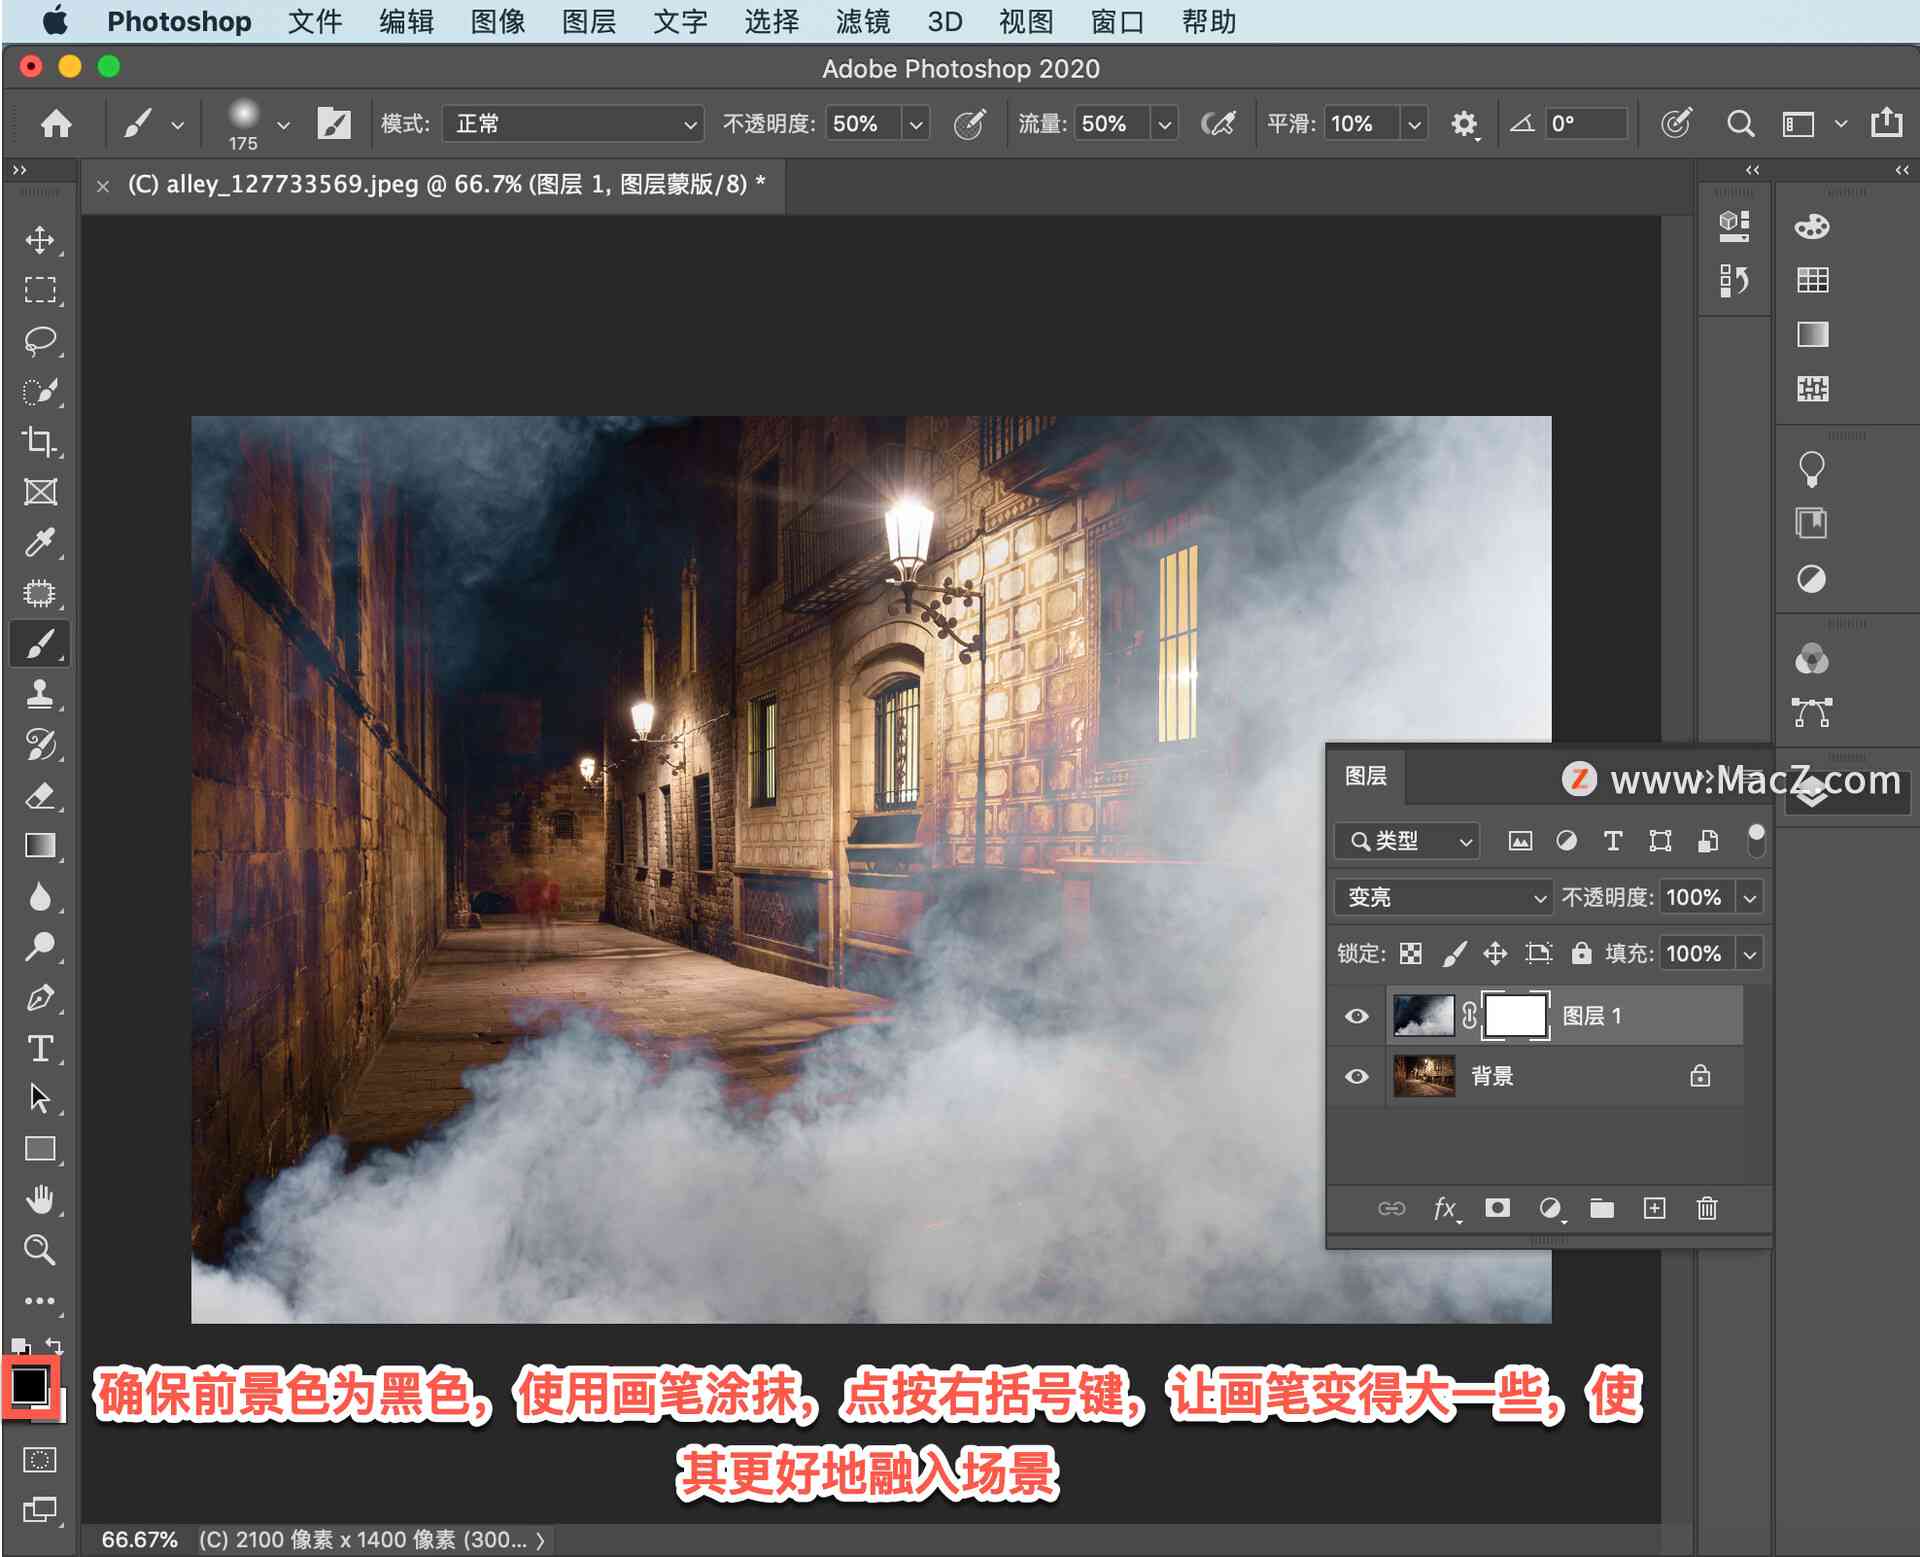 Photoshop 文件 编辑 图像 图层 文字 选择 滤镜 3D 视图 窗口 帮助
Adobe Photoshop 2020
175 模式: 正常 不透明度: 50% 流量: 50% 平滑: 10% 0°
(C) alley_127733569.jpeg @ 66.7% (图层 1, 图层蒙版/8) *
图层
www.MacZ.com
类型
变亮 不透明度: 100%
锁定: 填充: 100%
图层 1
背景
fx
确保前景色为黑色，使用画笔涂抹，点按右括号键，让画笔变得大一些，使
其更好地融入场景
66.67% (C) 2100 像素 x 1400 像素 (300...